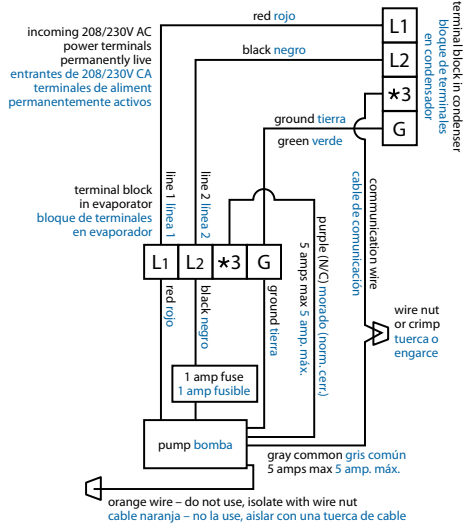 red rojo
L1
incoming 208/230V AC
power terminals
permanently live
entrantes de 208/230V CA
terminales de aliment
permanentemente activos
black negro
L2
*3
ground tierra
green verde
G
terminal block in condenser
bloque de terminales
en condensador
terminal block
in evaporator
bloque de terminales
en evaporador
line 1 línea 1
line 2 línea 2
L1 L2 *3 G
red rojo
black negro
ground tierra
purple (N/C) morado (norm. cerr.)
5 amps max 5 amp. máx.
communication wire
cable de comunicación
wire nut
or crimp
tuerca o
engarce
1 amp fuse
1 amp fusible
pump bomba
gray common gris común
5 amps max 5 amp. máx.
orange wire – do not use, isolate with wire nut
cable naranja – no la use, aislar con una tuerca de cable